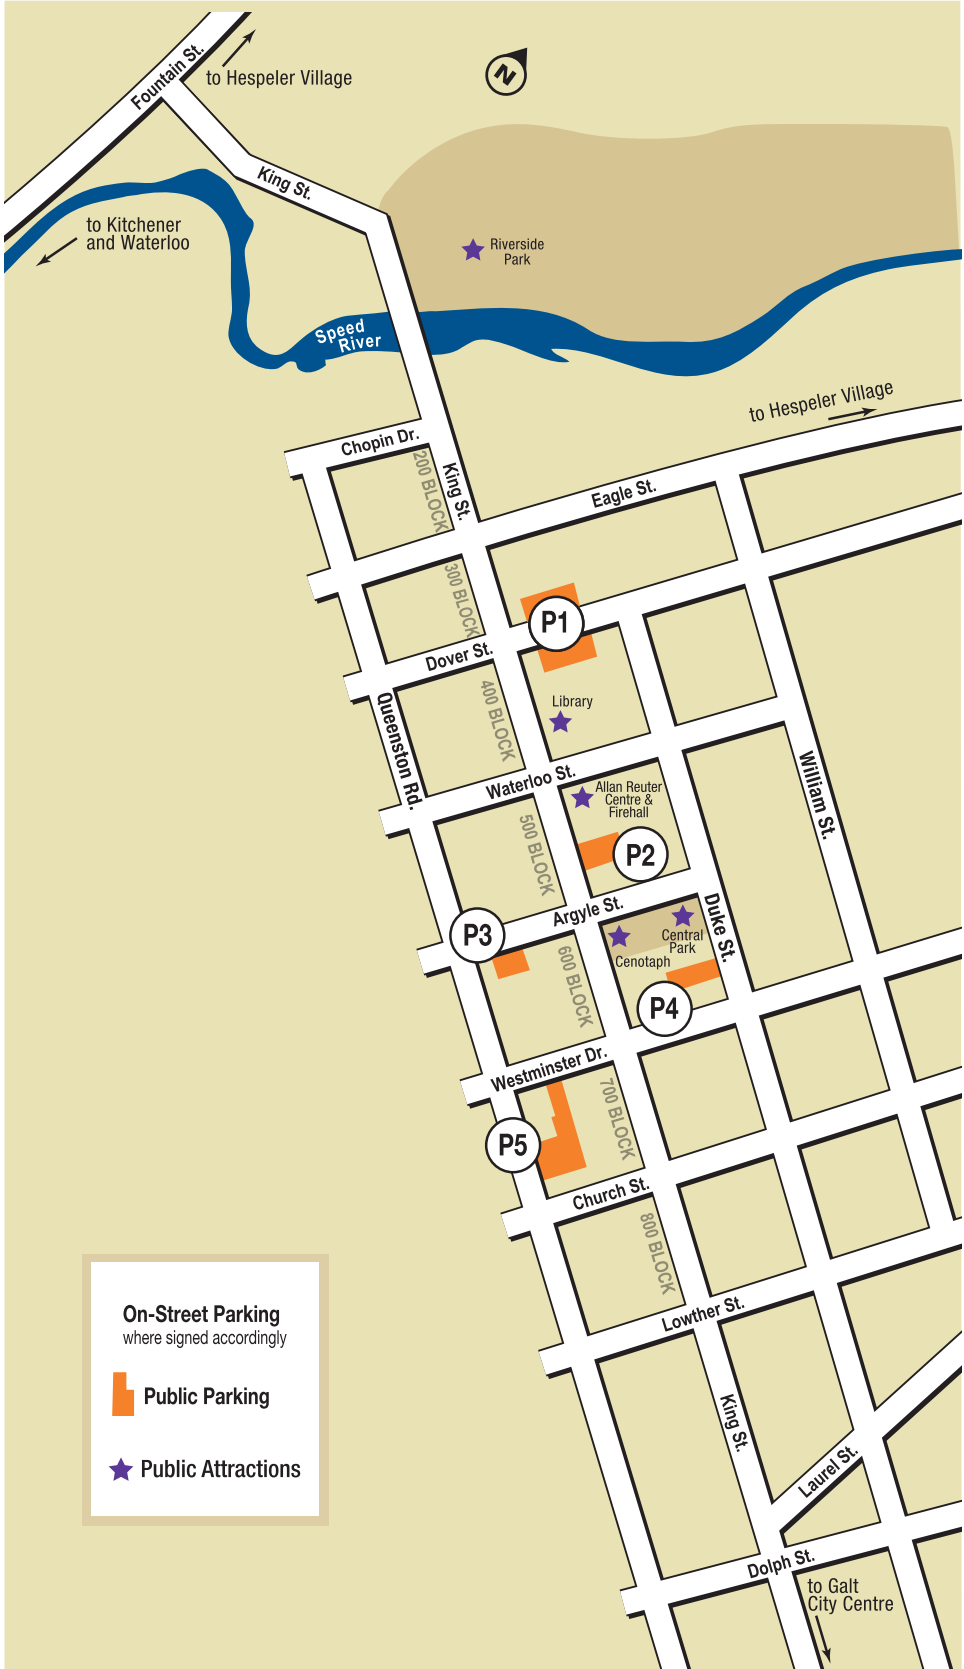 Fountain St.
to Hespeler Village
N
King St.
to Kitchener
and Waterloo
Riverside
Park
Speed
River
to Hespeler Village
Chopin Dr.
200 BLOCK
King St.
Eagle St.
300 BLOCK
P1
Dover St.
400 BLOCK
Queenston Rd.
Library
Waterloo St.
William St.
Allan Reuter
Centre &
Firehall
500 BLOCK
P2
Argyle St.
Duke St.
P3
Central
Park
Cenotaph
600 BLOCK
P4
Westminster Dr.
700 BLOCK
P5
Church St.
800 BLOCK
Lowther St.
On-Street Parking
where signed accordingly
Public Parking
Public Attractions
King St.
Laurel St.
Dolph St.
to Galt
City Centre